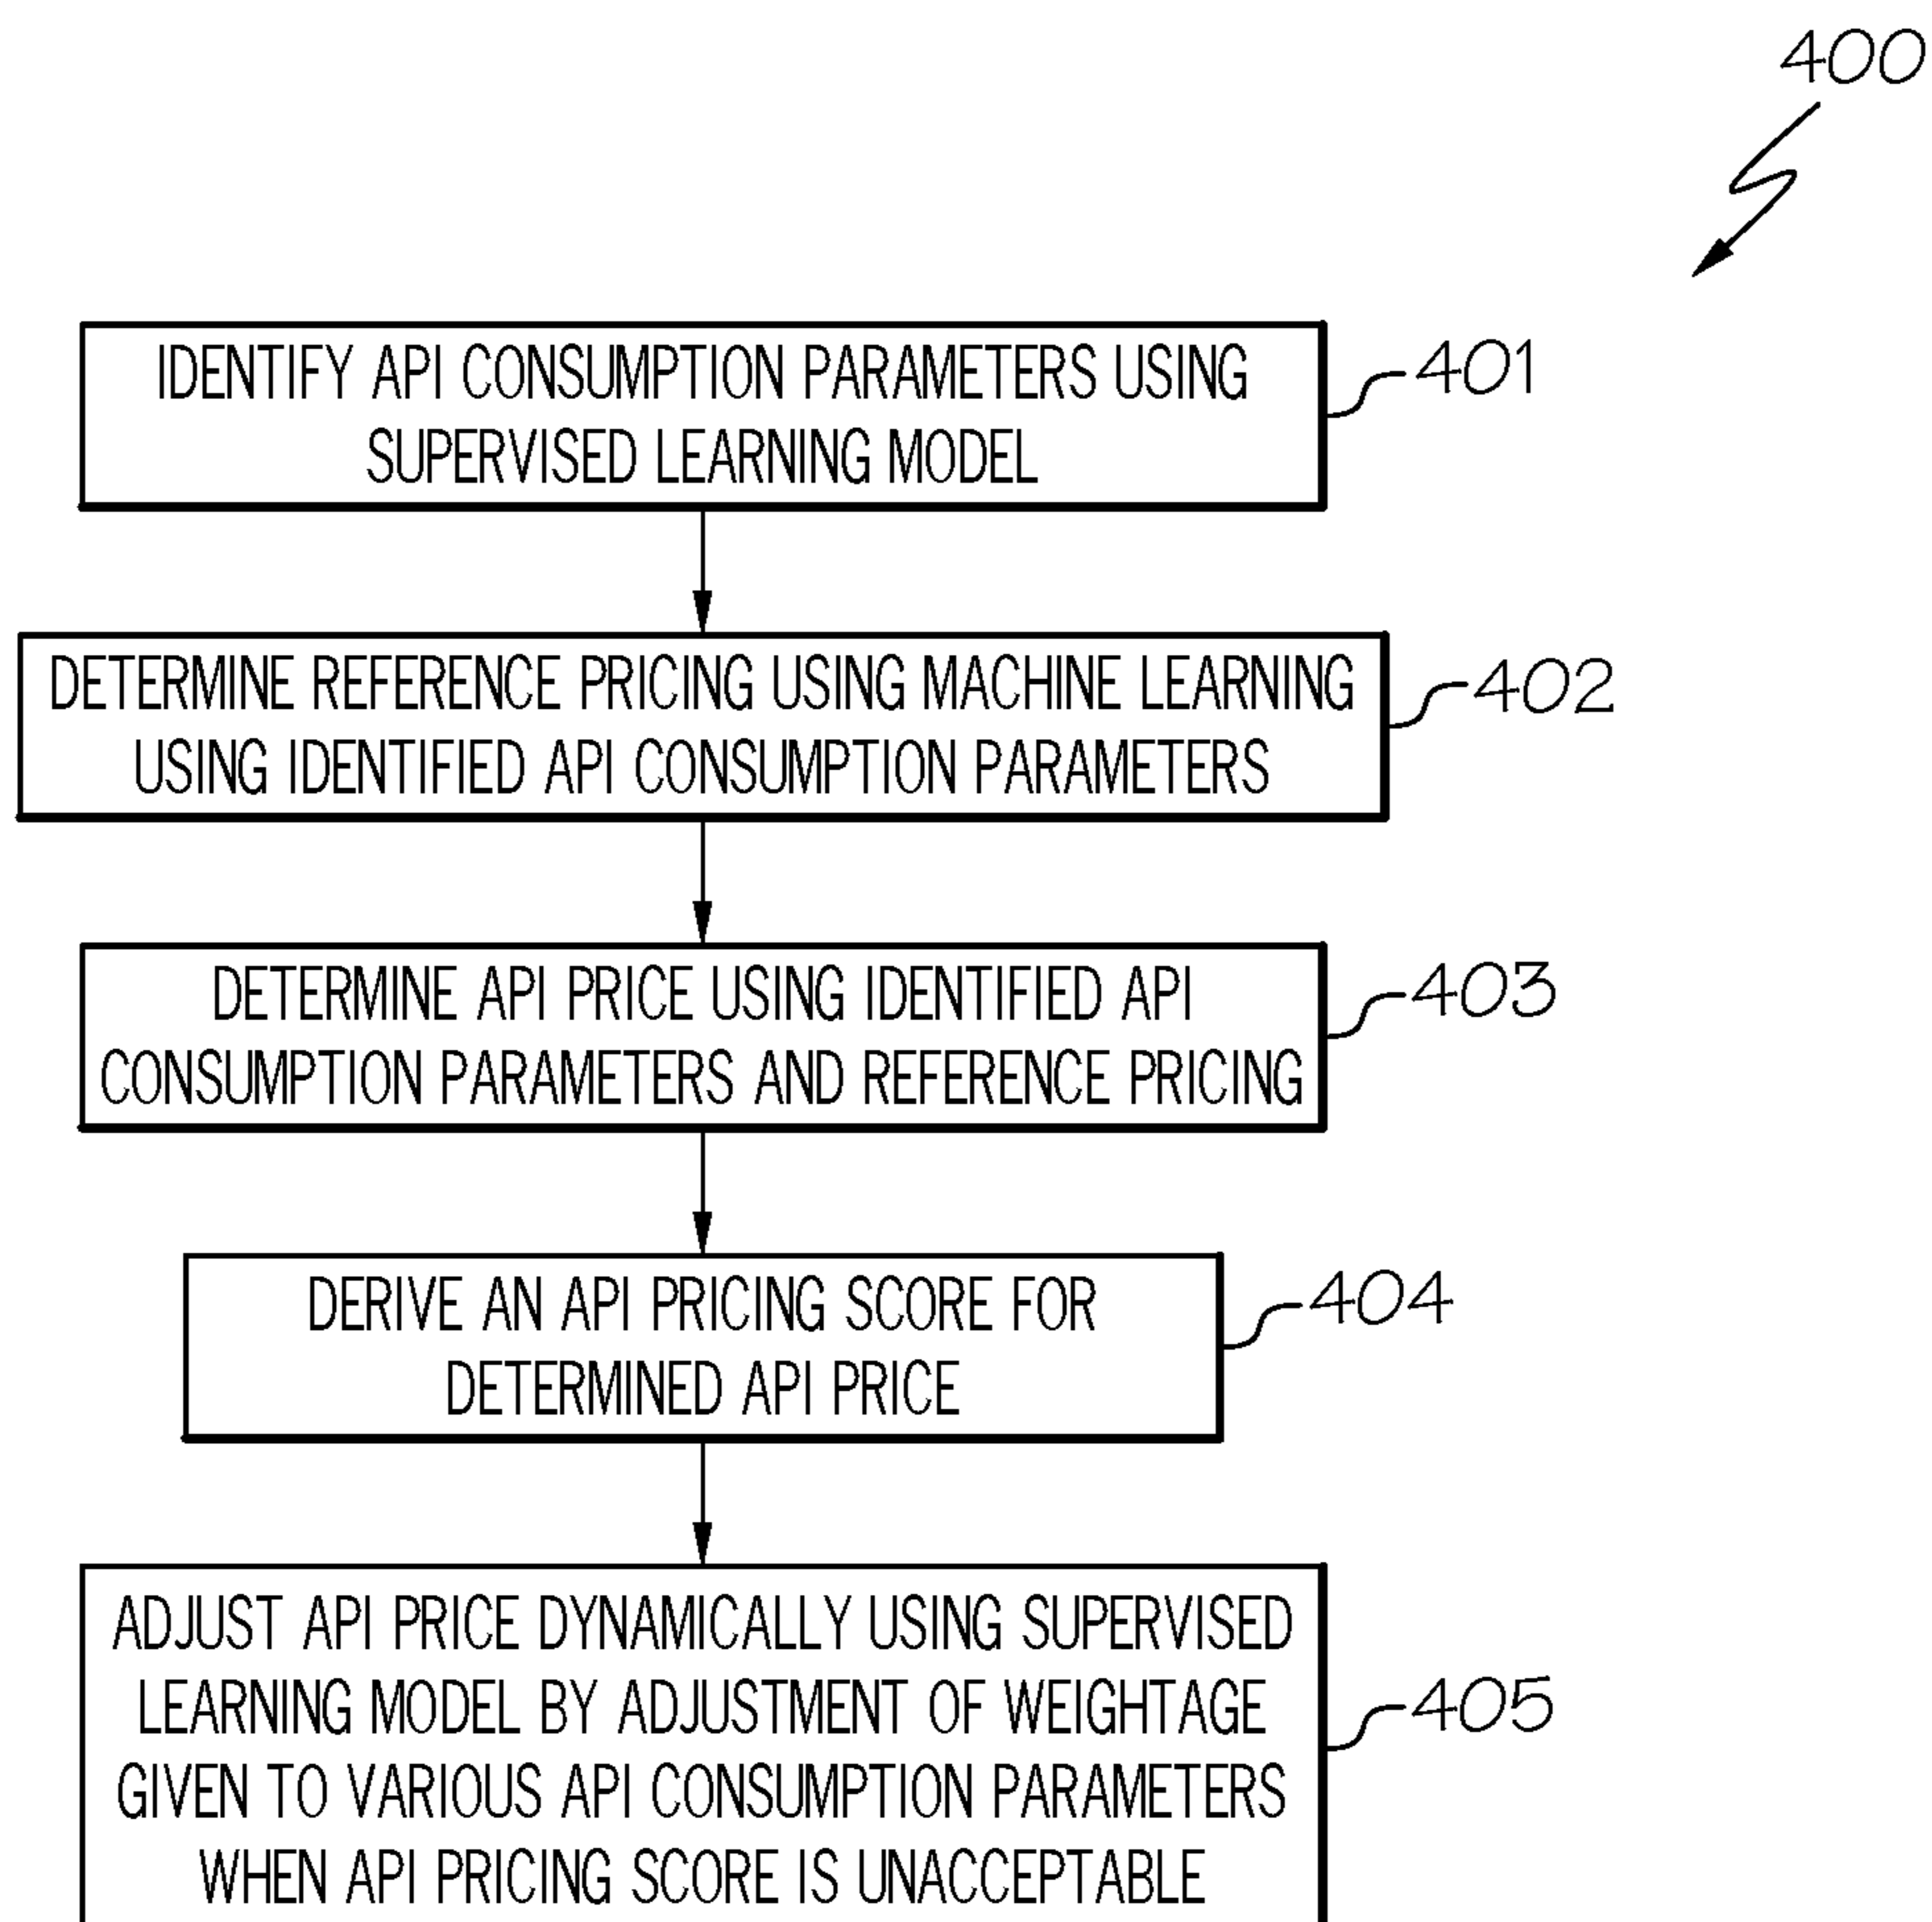 400
IDENTIFY API CONSUMPTION PARAMETERS USING
SUPERVISED LEARNING MODEL
401
DETERMINE REFERENCE PRICING USING MACHINE LEARNING
USING IDENTIFIED API CONSUMPTION PARAMETERS
402
DETERMINE API PRICE USING IDENTIFIED API
CONSUMPTION PARAMETERS AND REFERENCE PRICING
403
DERIVE AN API PRICING SCORE FOR
DETERMINED API PRICE
404
ADJUST API PRICE DYNAMICALLY USING SUPERVISED
LEARNING MODEL BY ADJUSTMENT OF WEIGHTAGE
GIVEN TO VARIOUS API CONSUMPTION PARAMETERS
WHEN API PRICING SCORE IS UNACCEPTABLE
405